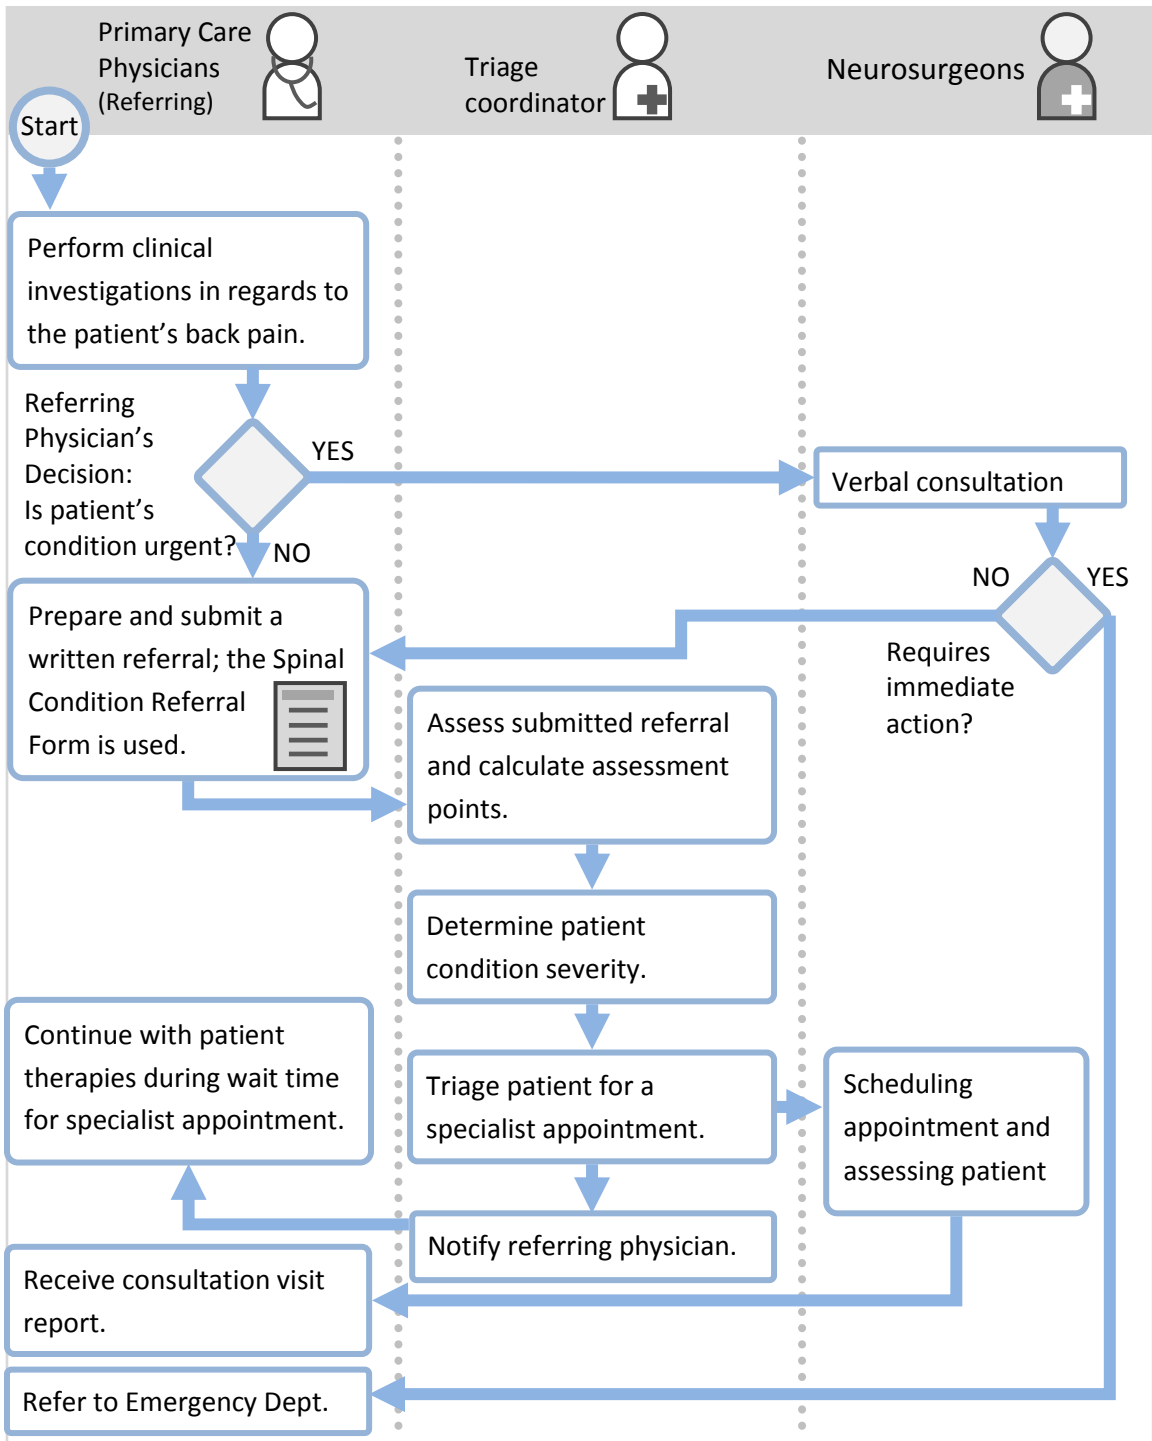 Primary Care
Physicians
(Referring)
Triage
coordinator
Neurosurgeons
Start
Perform clinical
investigations in regards to
the patient’s back pain.
Referring
Physician’s
Decision:
Is patient’s
condition urgent?
YES
NO
Verbal consultation
NO
YES
Requires
immediate
action?
Prepare and submit a
written referral; the Spinal
Condition Referral
Form is used.
Assess submitted referral
and calculate assessment
points.
Determine patient
condition severity.
Continue with patient
therapies during wait time
for specialist appointment.
Triage patient for a
specialist appointment.
Scheduling
appointment and
assessing patient
Notify referring physician.
Receive consultation visit
report.
Refer to Emergency Dept.